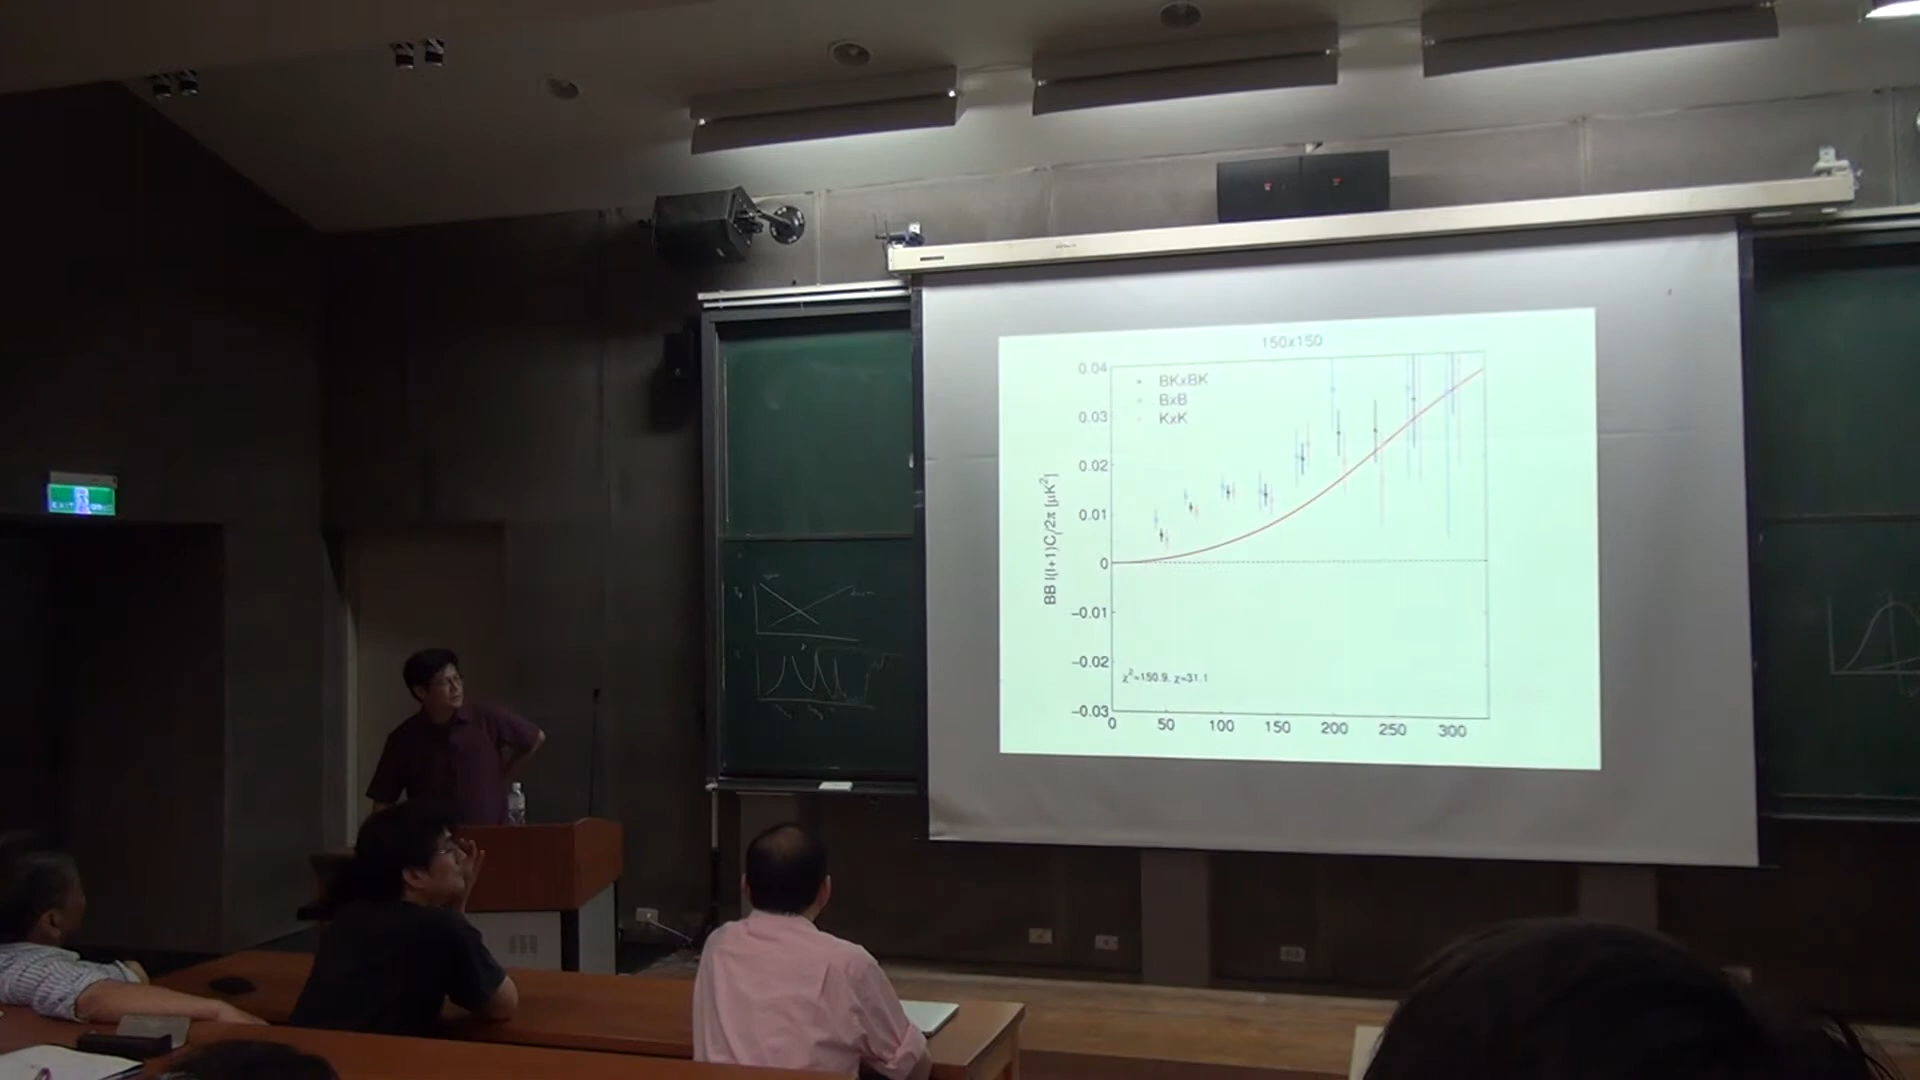 150x150
0.04
0.03
0.02
0.01
0
−0.01
−0.02
−0.03
BKxBK
BxB
KxK
BB l(l+1)C_l/2π [μK²]
χ²=150.9, χ=31.1
0 50 100 150 200 250 300